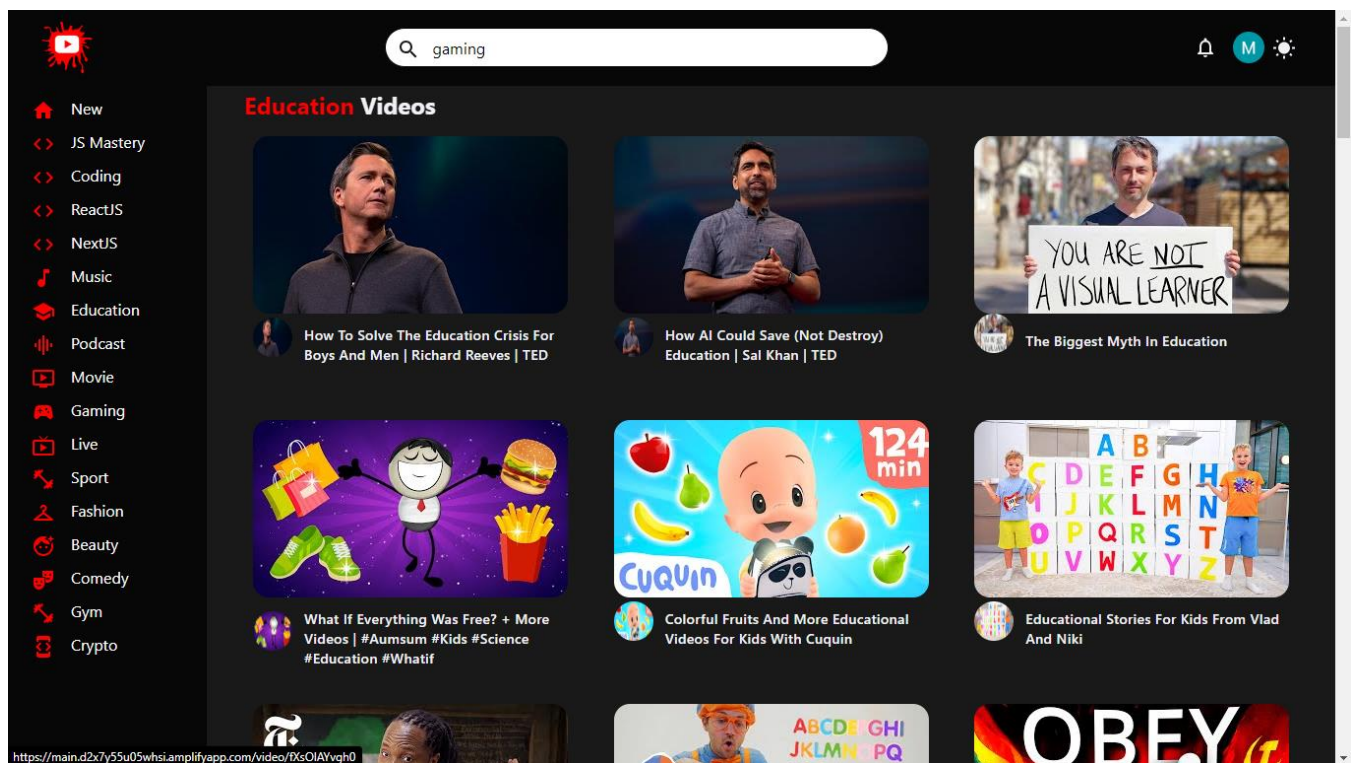 gaming
M
New
JS Mastery
Coding
ReactJS
NextJS
Music
Education
Podcast
Movie
Gaming
Live
Sport
Fashion
Beauty
Comedy
Gym
Crypto
Education Videos
YOU ARE NOT
A VISUAL LEARNER
How To Solve The Education Crisis For
Boys And Men | Richard Reeves | TED
How AI Could Save (Not Destroy)
Education | Sal Khan | TED
The Biggest Myth In Education
124
min
CUQUIN
A B
C D E F G H
I J K L M N
O P Q R S T
U V W X Y Z
What If Everything Was Free? + More
Videos | #Aumsum #Kids #Science
#Education #Whatif
Colorful Fruits And More Educational
Videos For Kids With Cuquin
Educational Stories For Kids From Vlad
And Niki
ABCDE GHI
JKLMN PQ
OBEY
https://main.d2x7y55u05whsi.amplifyapp.com/video/fXsOlAYvqh0